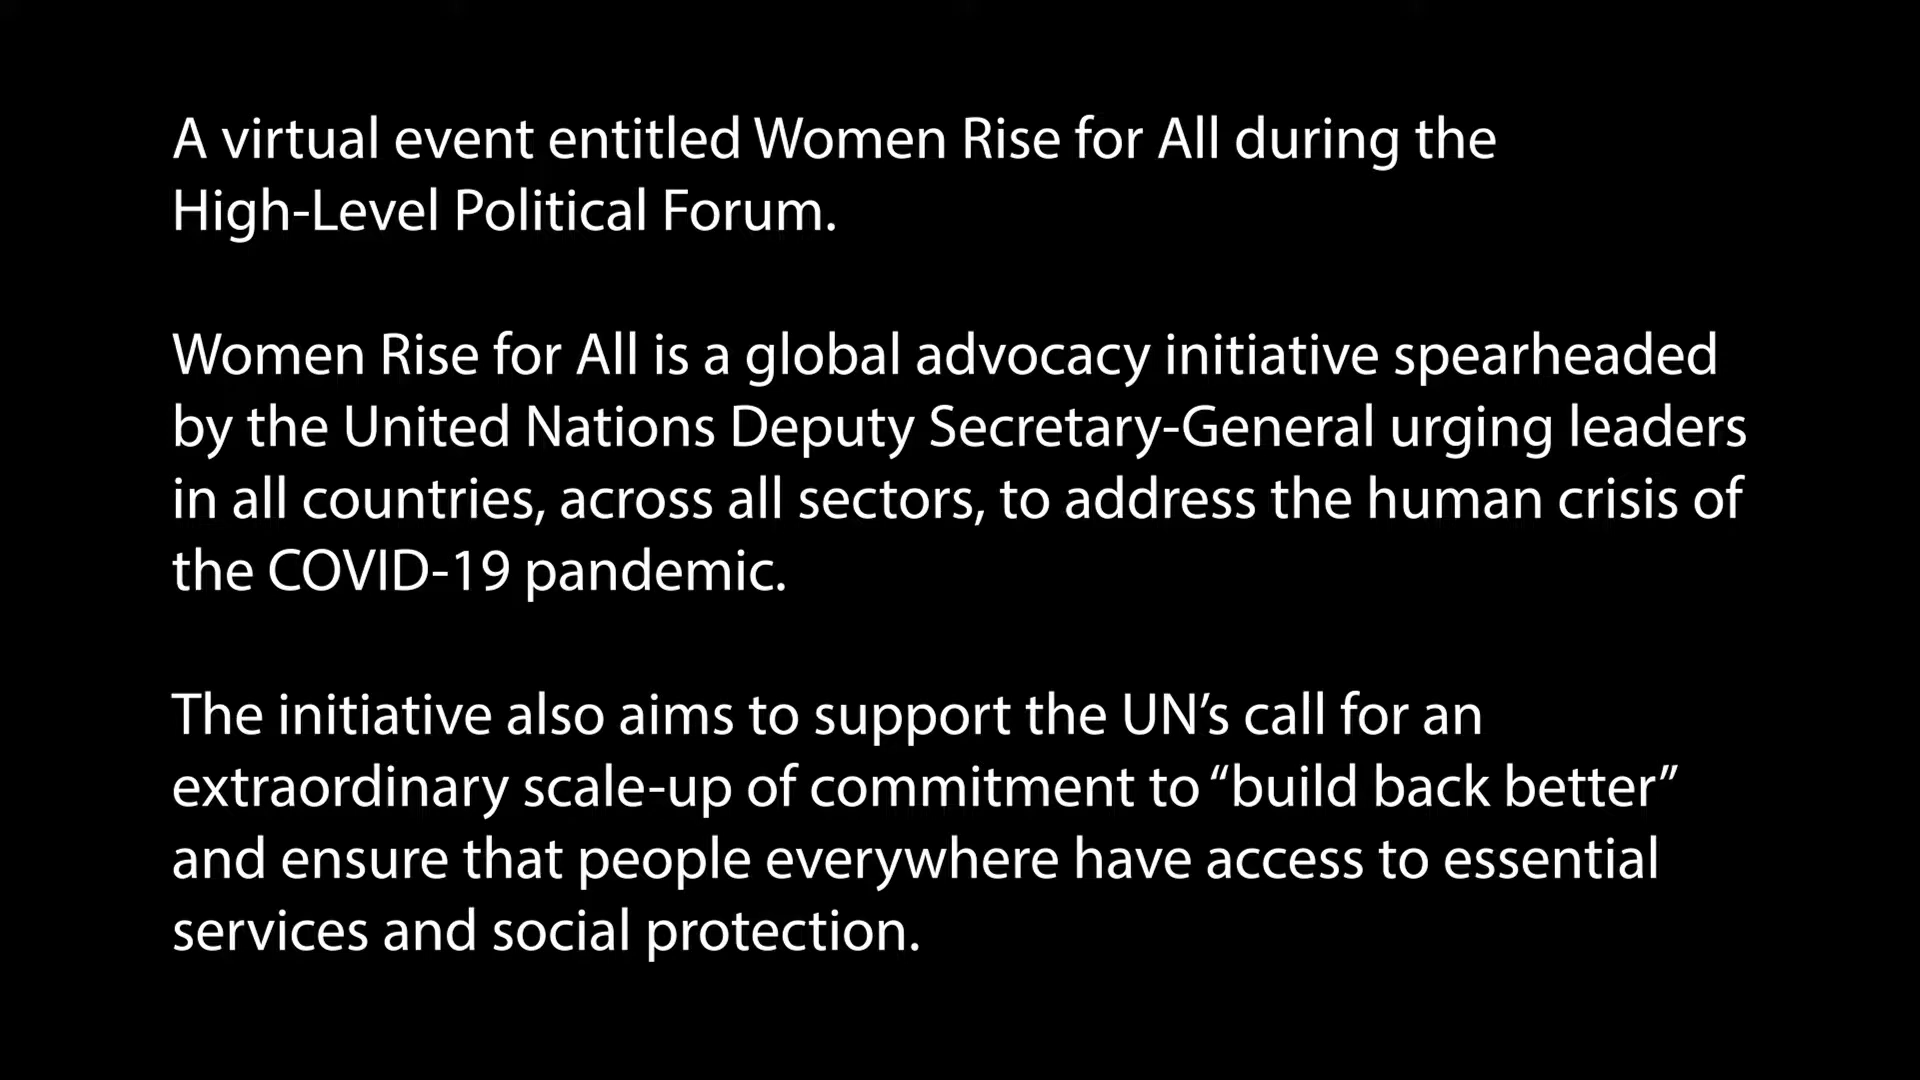 A virtual event entitled Women Rise for All during the
High-Level Political Forum.
Women Rise for All is a global advocacy initiative spearheaded
by the United Nations Deputy Secretary-General urging leaders
in all countries, across all sectors, to address the human crisis of
the COVID-19 pandemic.
The initiative also aims to support the UN’s call for an
extraordinary scale-up of commitment to “build back better”
and ensure that people everywhere have access to essential
services and social protection.